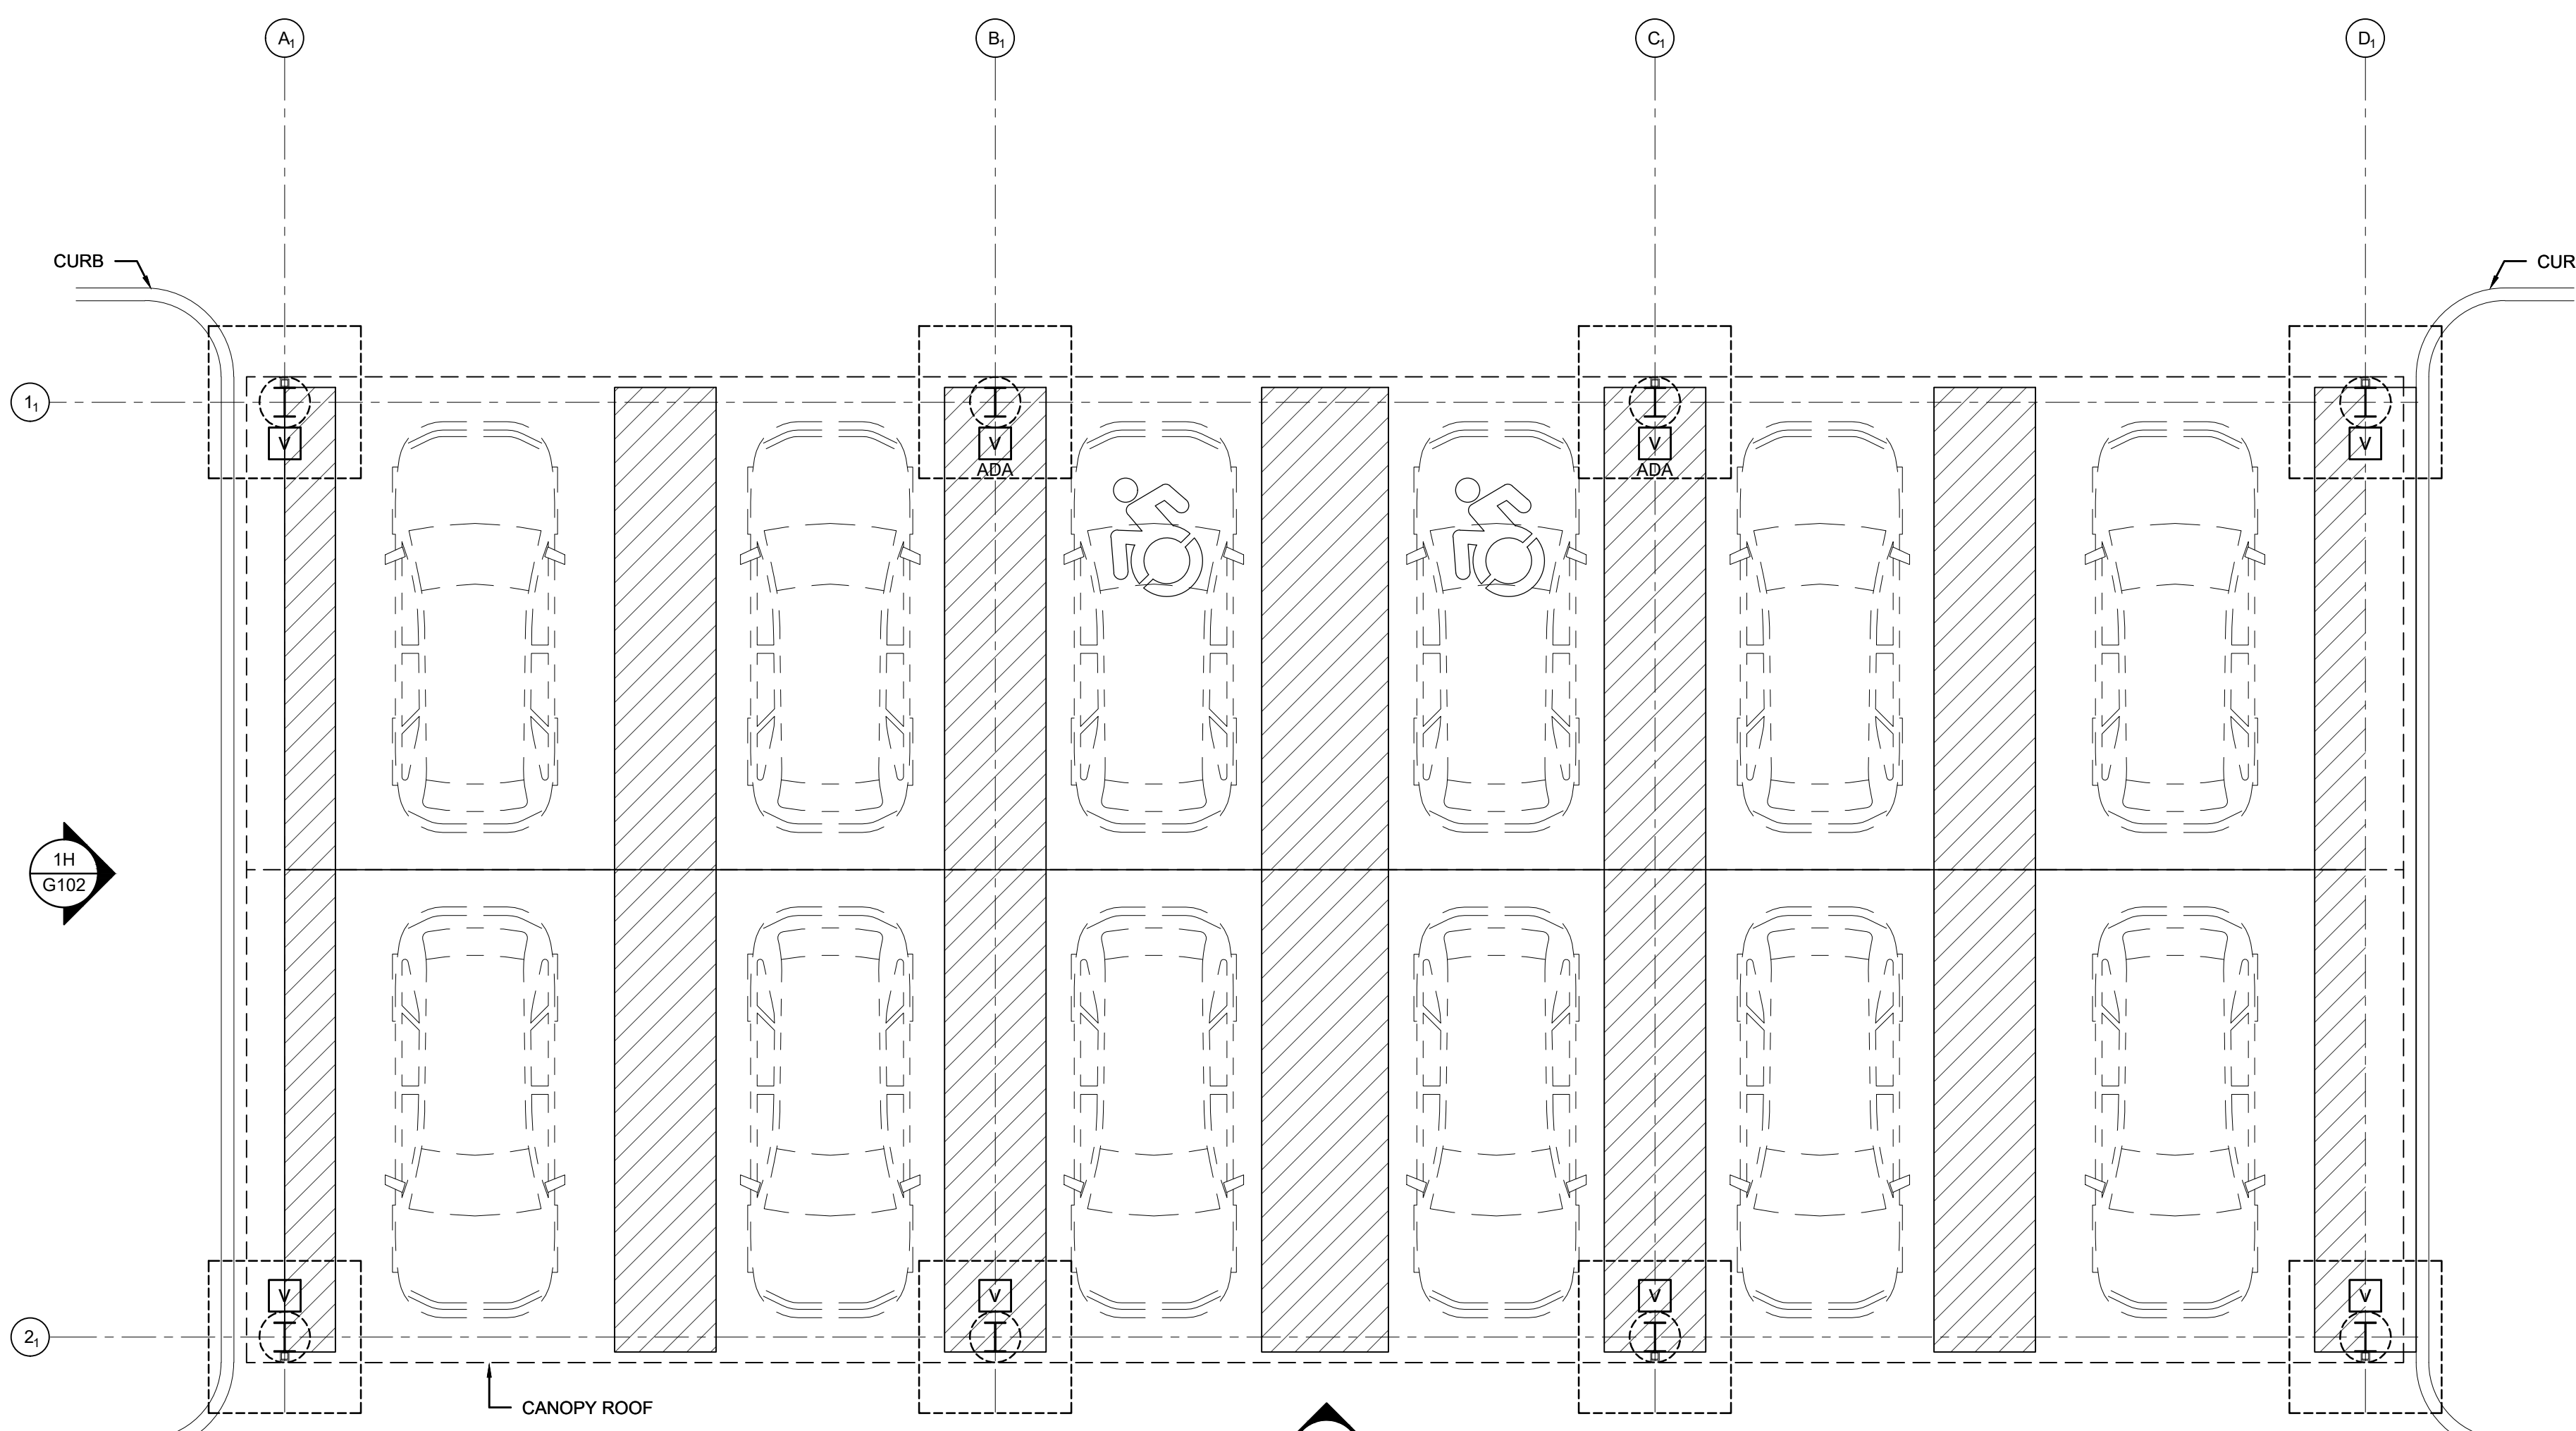 A1 B1 C1 D1
CURB
CUR
11
V V V V
ADA ADA
1H
G102
V V V V
21
CANOPY ROOF